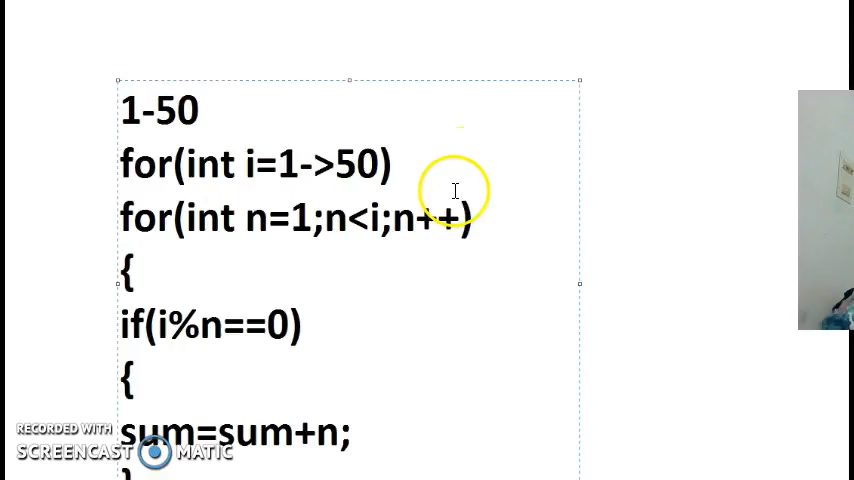 1-50
for(int i=1->50)
for(int n=1;n<i;n++)
{
if(i%n==0)
{
sum=sum+n;
}
RECORDED WITH
SCREENCAST MATIC